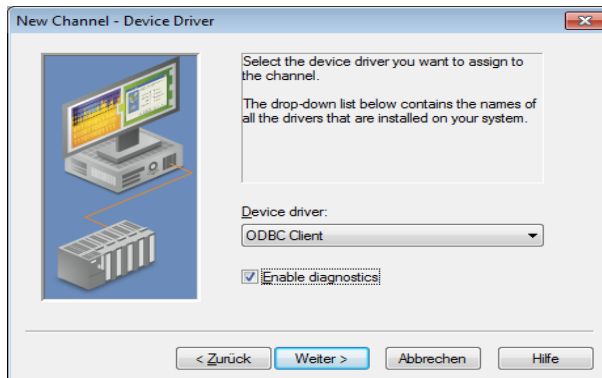 New Channel - Device Driver
Select the device driver you want to assign to
the channel.
The drop-down list below contains the names of
all the drivers that are installed on your system.
Device driver:
ODBC Client
Enable diagnostics
< Zurück
Weiter >
Abbrechen
Hilfe